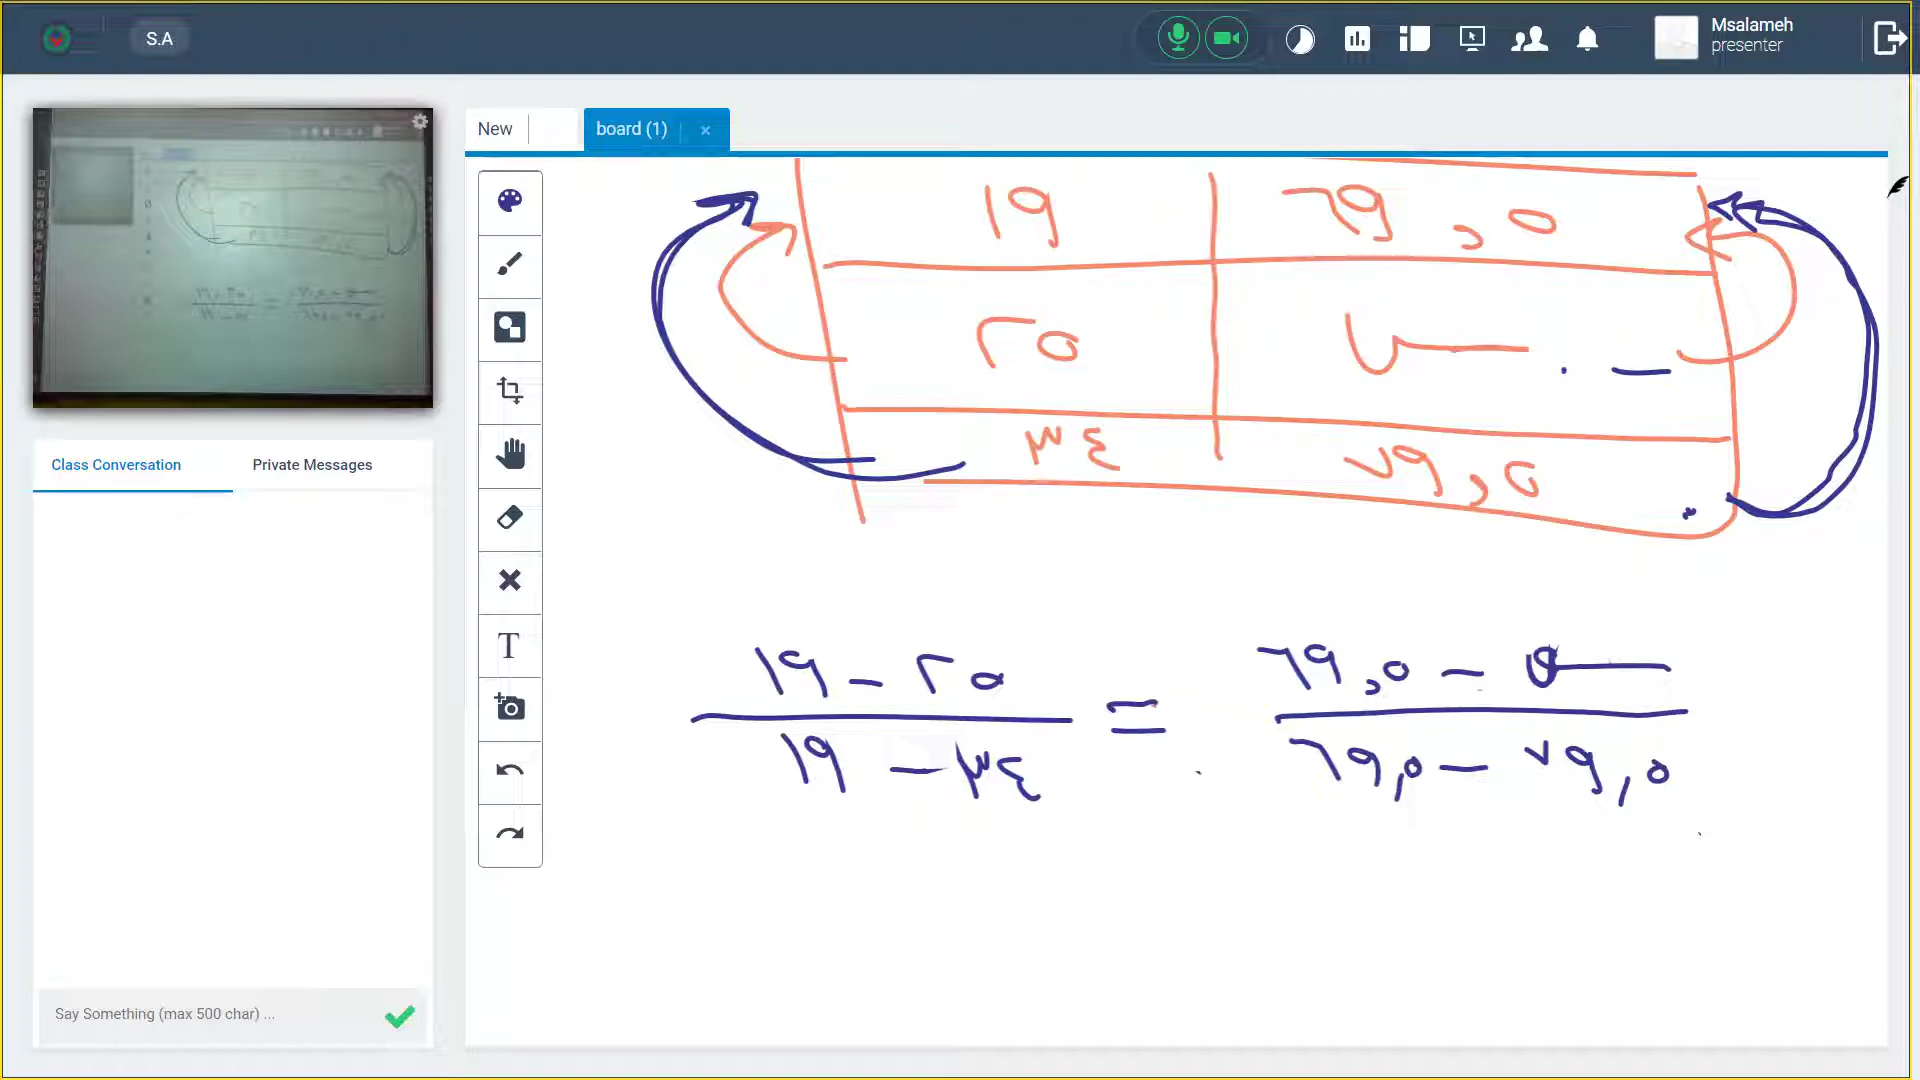 S.A
Msalameh
presenter
New
board (1)
×
١٩ ٦٩,٥
٢٥ س
٣٤ ٧٩,٥
١٩ - ٢٥ = ٦٩,٥ - س
١٩ - ٣٤ ٦٩,٥ - ٧٩,٥
T
Class Conversation
Private Messages
Say Something (max 500 char) ...